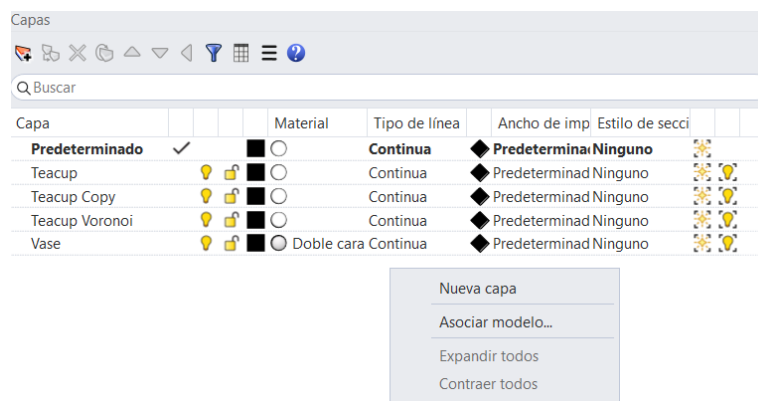 Capas
Buscar
Capa Material Tipo de línea Ancho de imp Estilo de secci
Predeterminado Continua Predetermina Ninguno
Teacup Continua Predeterminad Ninguno
Teacup Copy Continua Predeterminad Ninguno
Teacup Voronoi Continua Predeterminad Ninguno
Vase Doble cara Continua Predeterminad Ninguno
Nueva capa
Asociar modelo...
Expandir todos
Contraer todos